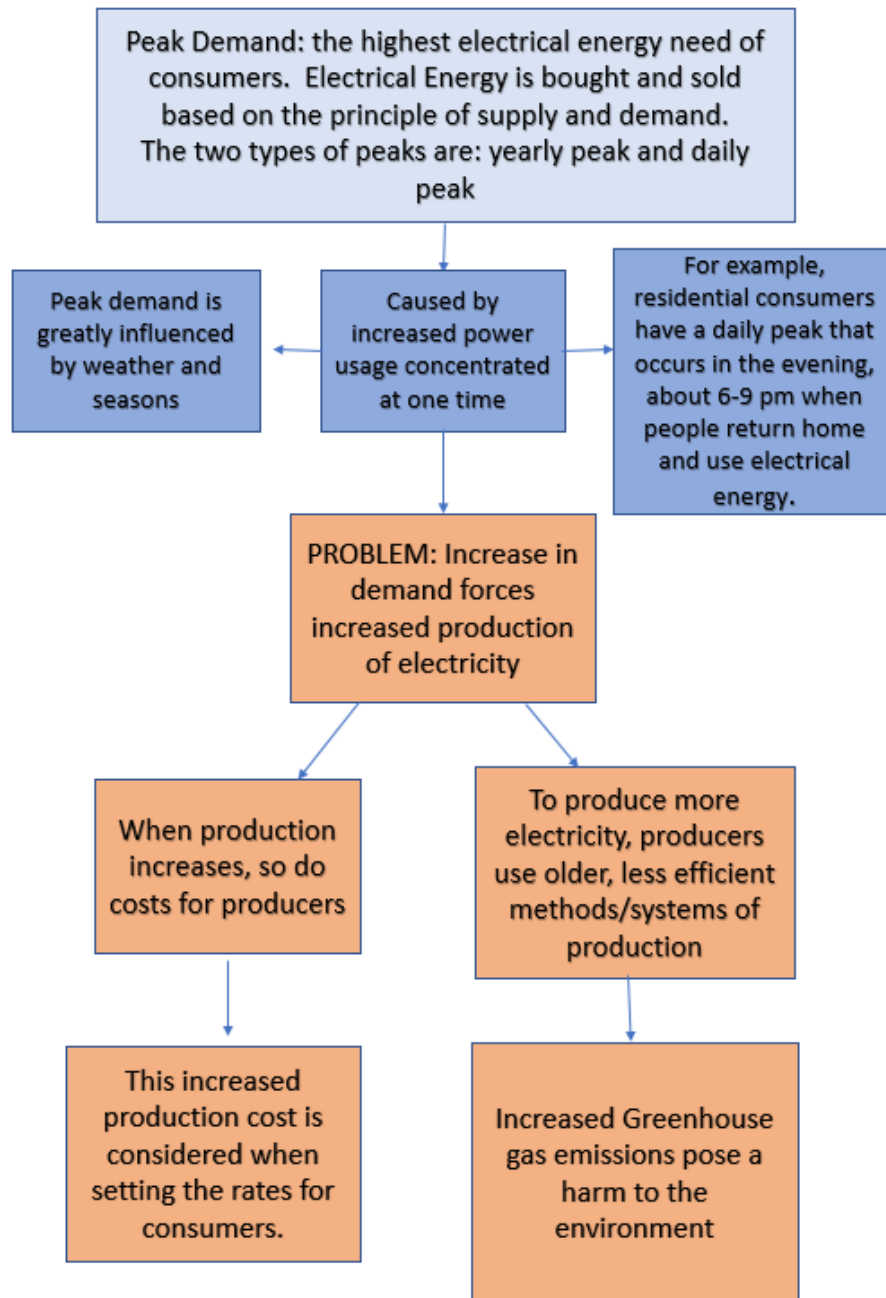 Peak Demand: the highest electrical energy need of
consumers.  Electrical Energy is bought and sold
based on the principle of supply and demand.
The two types of peaks are: yearly peak and daily
peak
Peak demand is
greatly influenced
by weather and
seasons
Caused by
increased power
usage concentrated
at one time
For example,
residential consumers
have a daily peak that
occurs in the evening,
about 6-9 pm when
people return home
and use electrical
energy.
PROBLEM: Increase in
demand forces
increased production
of electricity
When production
increases, so do
costs for producers
To produce more
electricity, producers
use older, less efficient
methods/systems of
production
This increased
production cost is
considered when
setting the rates for
consumers.
Increased Greenhouse
gas emissions pose a
harm to the
environment